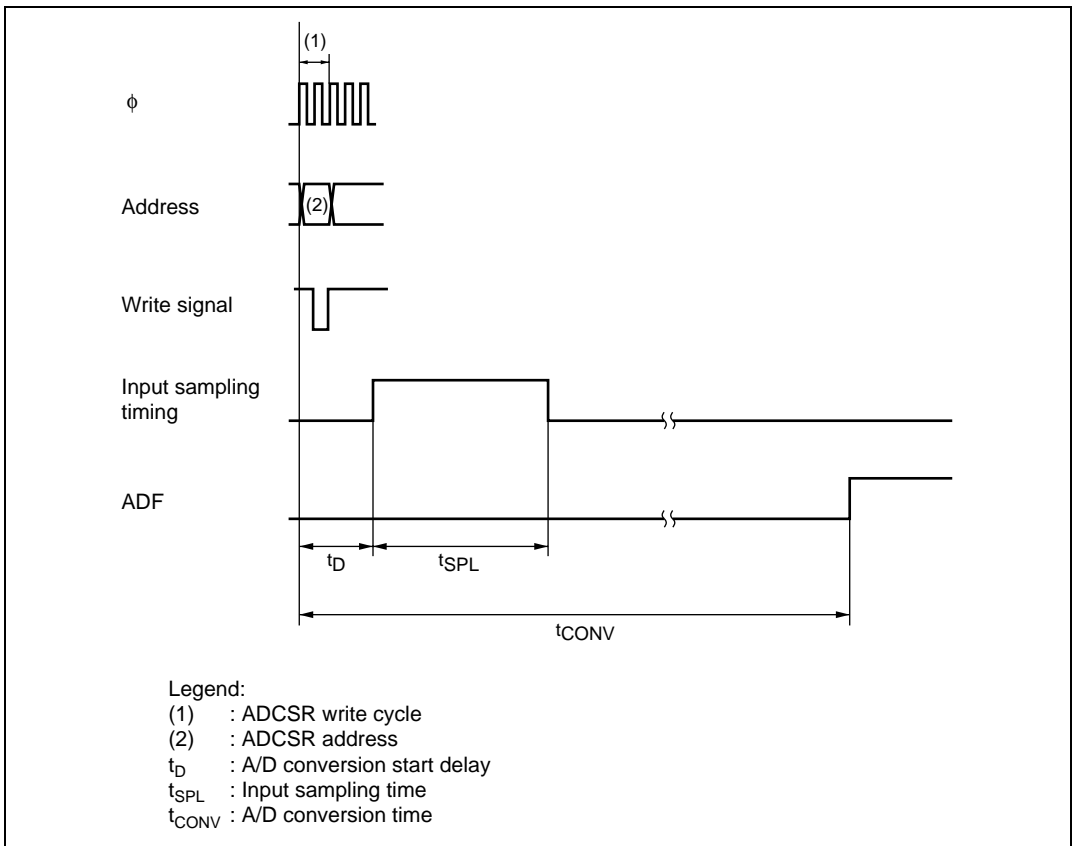 (1)
ϕ
Address
(2)
Write signal
Input sampling
timing
ADF
tD
tSPL
tCONV
Legend:
(1) : ADCSR write cycle
(2) : ADCSR address
tD : A/D conversion start delay
tSPL : Input sampling time
tCONV : A/D conversion time